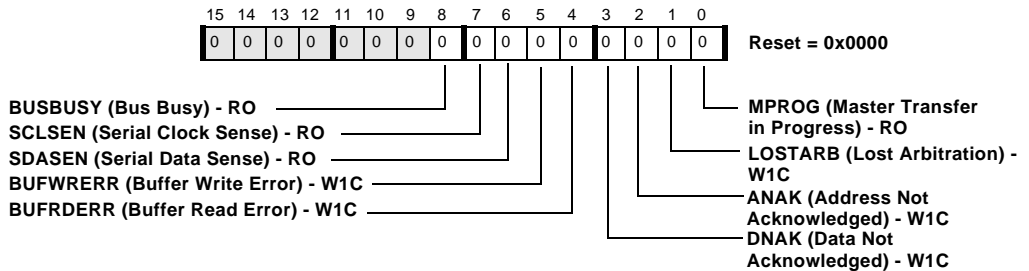 15 14 13 12 11 10 9 8 7 6 5 4 3 2 1 0
0 0 0 0 0 0 0 0 0 0 0 0 0 0 0 0
Reset = 0x0000
BUSBUSY (Bus Busy) - RO
SCLSEN (Serial Clock Sense) - RO
SDASEN (Serial Data Sense) - RO
BUFWRERR (Buffer Write Error) - W1C
BUFRDERR (Buffer Read Error) - W1C
MPROG (Master Transfer
in Progress) - RO
LOSTARB (Lost Arbitration) -
W1C
ANAK (Address Not
Acknowledged) - W1C
DNAK (Data Not
Acknowledged) - W1C